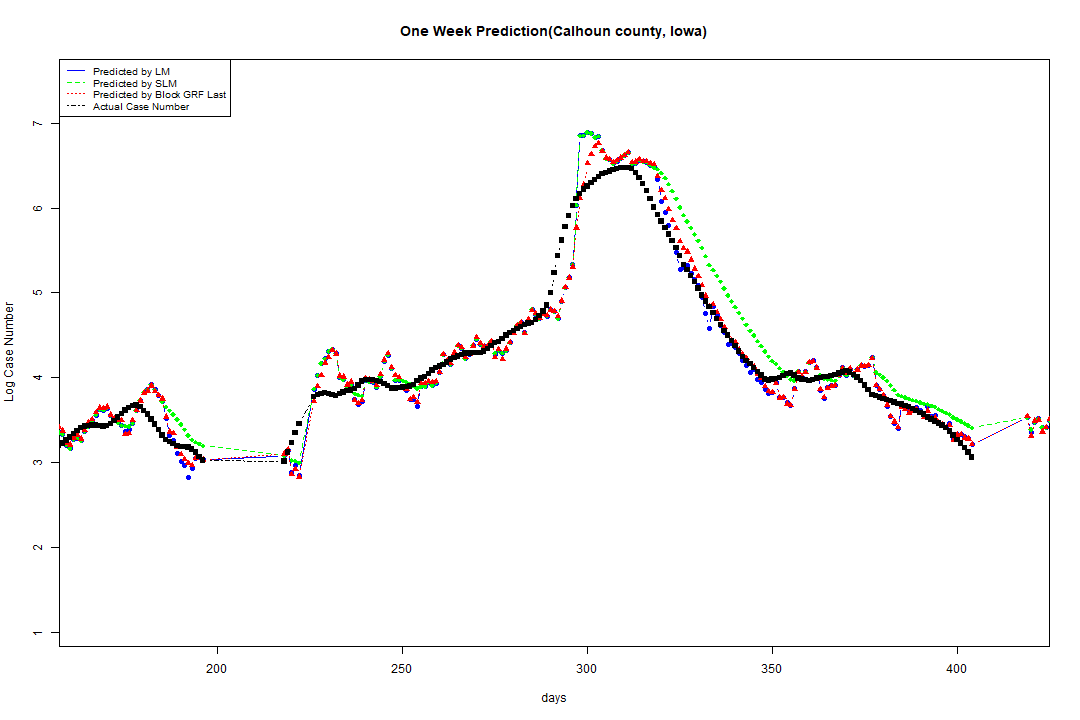 One Week Prediction(Calhoun county, Iowa)
Predicted by LM
Predicted by SLM
Predicted by Block GRF Last
Actual Case Number
Log Case Number
7
6
5
4
3
2
1
200 250 300 350 400
days